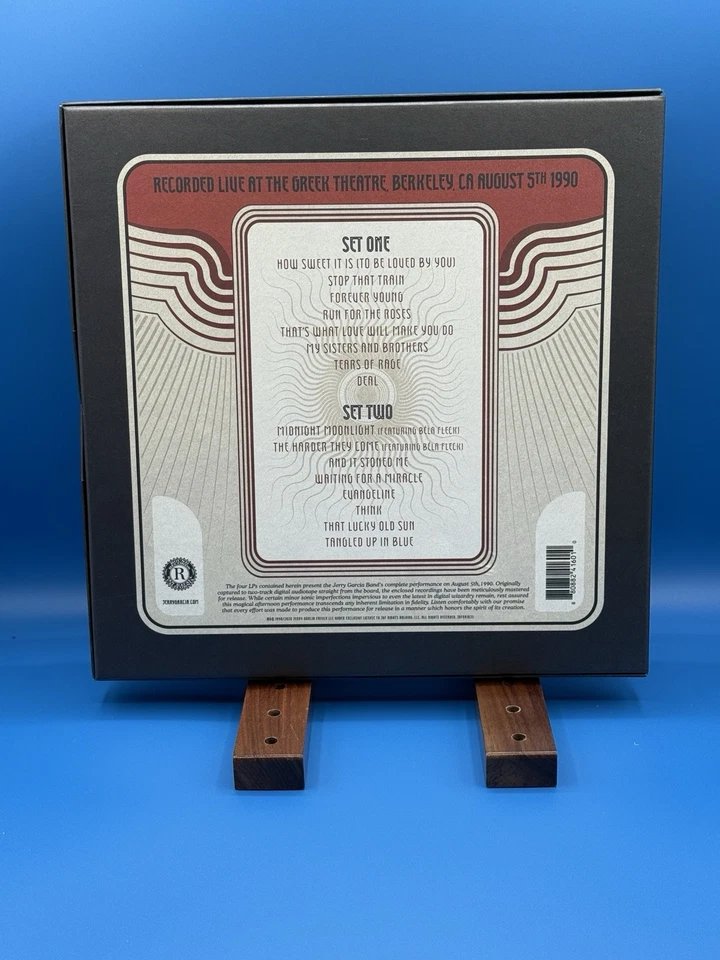 RECORDED LIVE AT THE GREEK THEATRE, BERKELEY, CA AUGUST 5TH 1990
SET ONE
HOW SWEET IT IS (TO BE LOVED BY YOU)
STOP THAT TRAIN
FOREVER YOUNG
RUN FOR THE ROSES
THAT'S WHAT LOVE WILL MAKE YOU DO
MY SISTERS AND BROTHERS
TEARS OF RAGE
DEAL
SET TWO
MIDNIGHT MOONLIGHT (FEATURING BÉLA FLECK)
THE HARDER THEY COME (FEATURING BÉLA FLECK)
AND IT STONED ME
WAITING FOR A MIRACLE
EVANGELINE
THINK
THAT LUCKY OLD SUN
TANGLED UP IN BLUE
R
JERRYGARCIA.COM
The four LPs contained herein present the Jerry Garcia Band's complete performance on August 5th, 1990. Originally
captured to two-track digital audiotape straight from the board, the enclosed recordings have been meticulously mastered
for release. While certain minor sonic imperfections impervious to even the latest in digital wizardry remain, rest assured
this magical afternoon performance transcends any inherent limitation in fidelity. Listen comfortably with our promise
that every effort was made to produce this performance for release in a manner which honors the spirit of its creation.